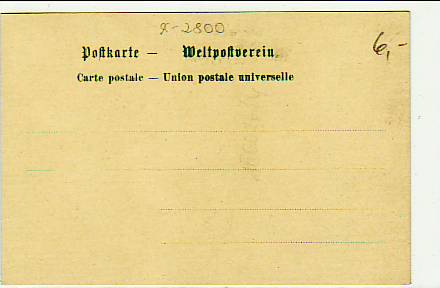 x-2800
6,-
Postkarte — Weltpostverein.
Carte postale — Union postale universelle